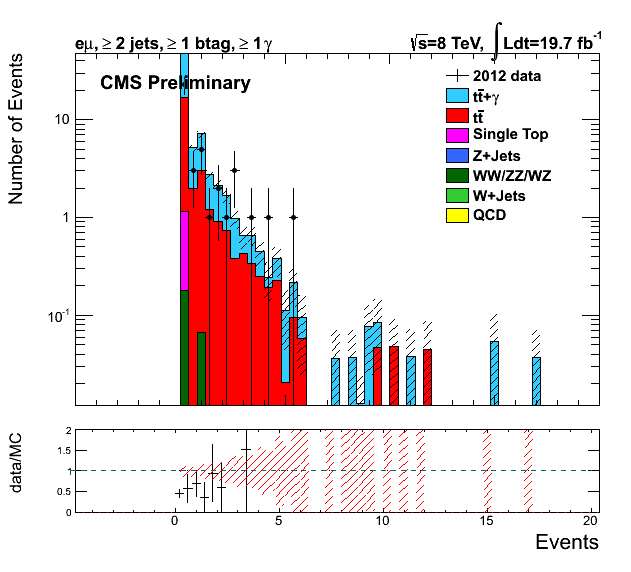 eμ, ≥ 2 jets, ≥ 1 btag, ≥ 1 γ
√s=8 TeV, ∫ Ldt=19.7 fb⁻¹
CMS Preliminary
Number of Events
10
1
10⁻¹
2012 data
tt̄+γ
tt̄
Single Top
Z+Jets
WW/ZZ/WZ
W+Jets
QCD
data/MC
2
1.5
1
0.5
0
0 5 10 15 20
Events